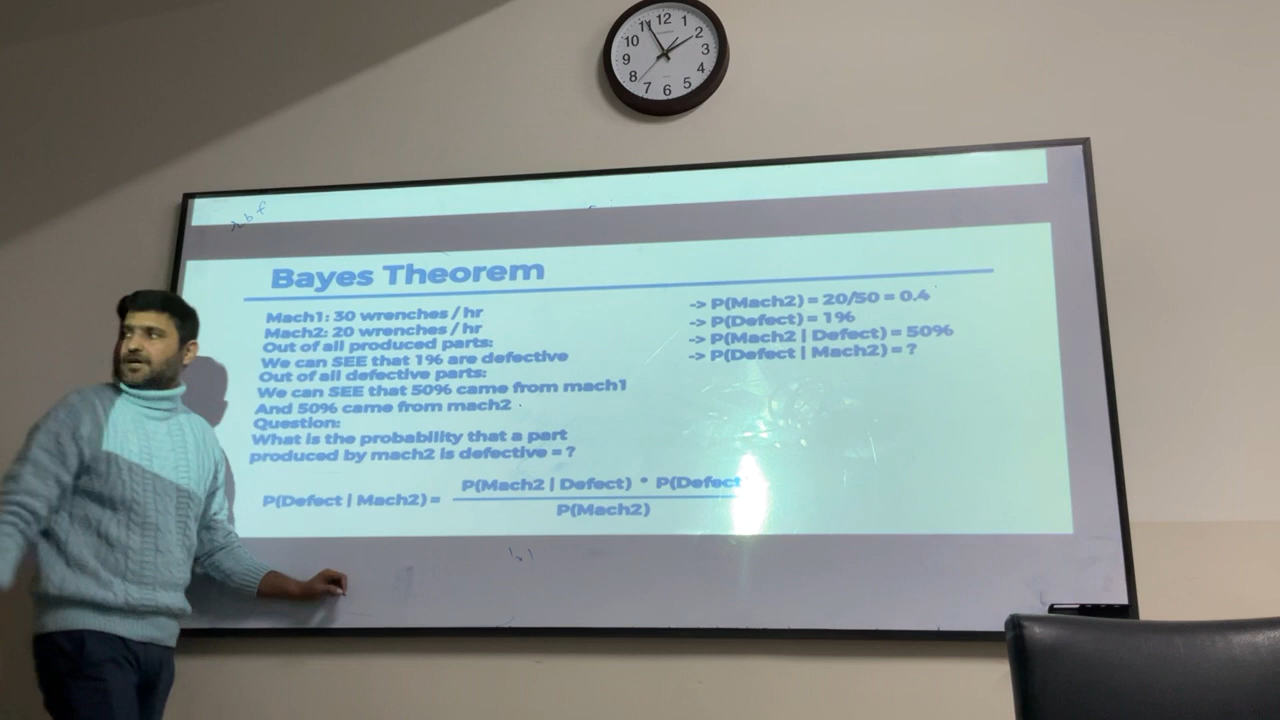 12
11 1
10 2
9 3
8 4
7 6 5
Bayes Theorem
Mach1: 30 wrenches / hr
Mach2: 20 wrenches / hr
Out of all produced parts:
We can SEE that 1% are defective
Out of all defective parts:
We can SEE that 50% came from mach1
And 50% came from mach2
Question:
What is the probability that a part
produced by mach2 is defective = ?
-> P(Mach2) = 20/50 = 0.4
-> P(Defect) = 1%
-> P(Mach2 | Defect) = 50%
-> P(Defect | Mach2) = ?
P(Mach2 | Defect) * P(Defect
P(Defect | Mach2) =
P(Mach2)